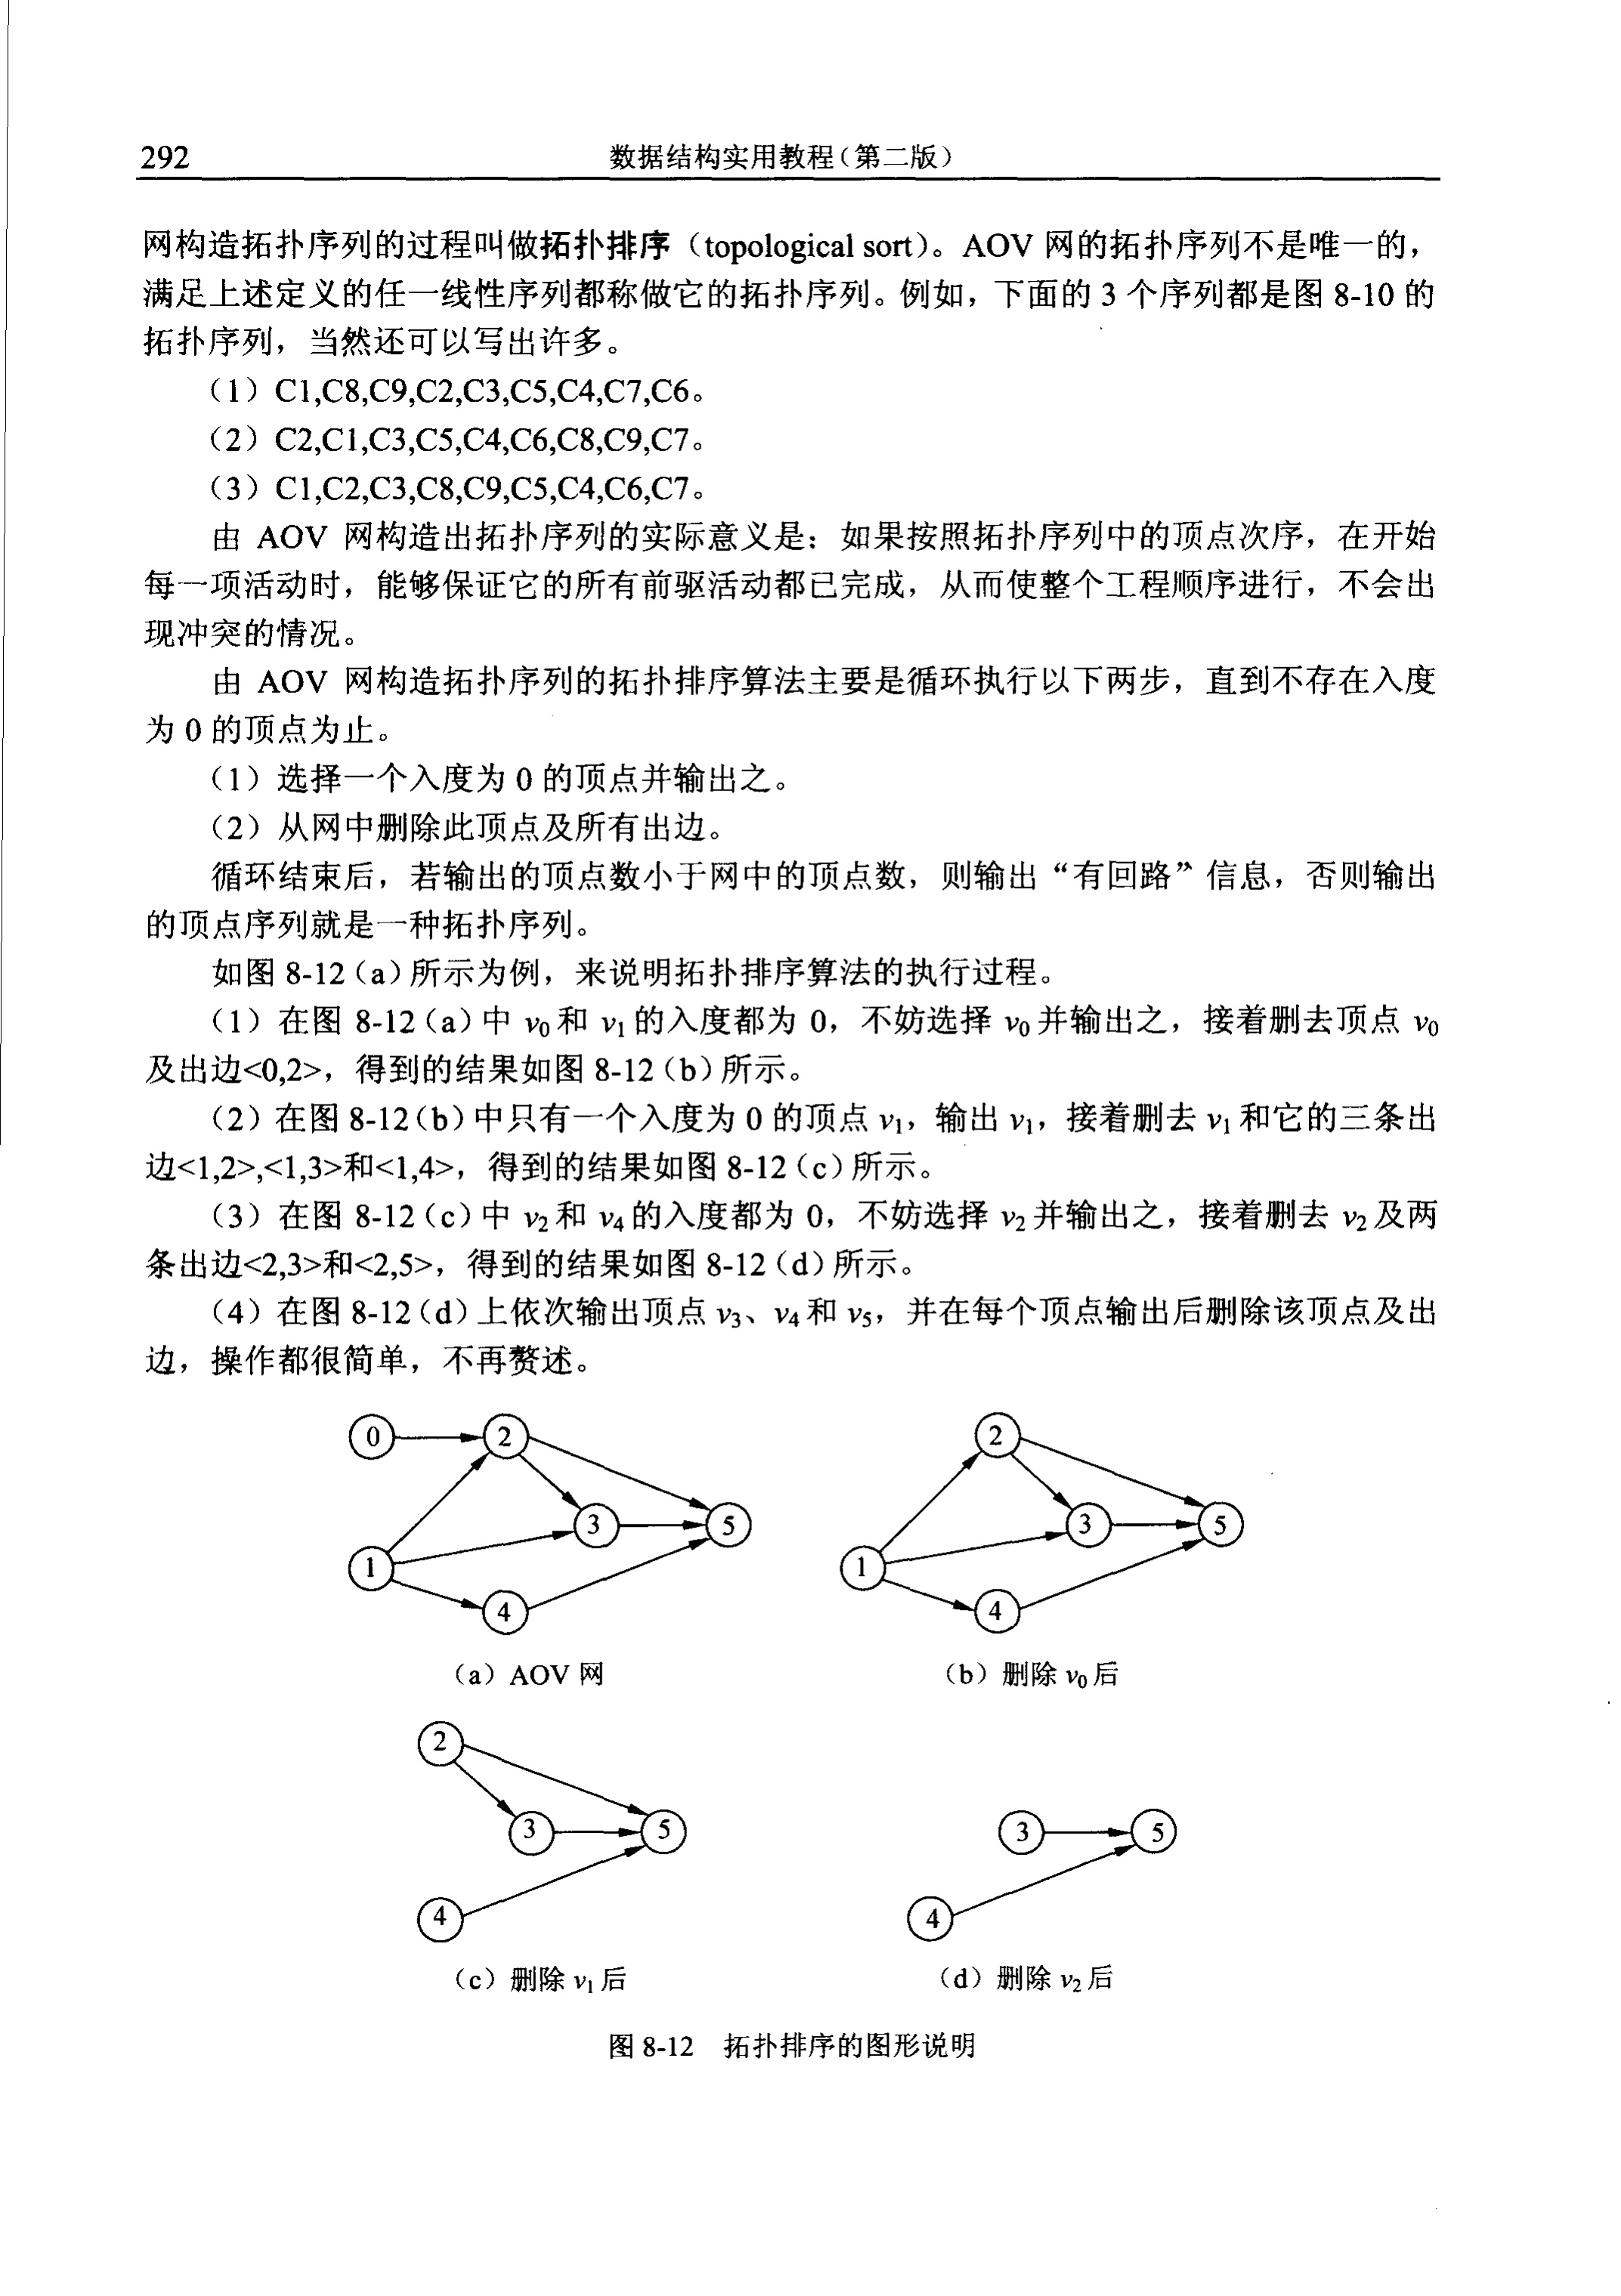 292 数据结构实用教程（第二版）
网构造拓扑序列的过程叫做拓扑排序（topological sort）。AOV 网的拓扑序列不是唯一的，
满足上述定义的任一线性序列都称做它的拓扑序列。例如，下面的 3 个序列都是图 8-10 的
拓扑序列，当然还可以写出许多。
（1）C1,C8,C9,C2,C3,C5,C4,C7,C6。
（2）C2,C1,C3,C5,C4,C6,C8,C9,C7。
（3）C1,C2,C3,C8,C9,C5,C4,C6,C7。
由 AOV 网构造出拓扑序列的实际意义是：如果按照拓扑序列中的顶点次序，在开始
每一项活动时，能够保证它的所有前驱活动都已完成，从而使整个工程顺序进行，不会出
现冲突的情况。
由 AOV 网构造拓扑序列的拓扑排序算法主要是循环执行以下两步，直到不存在入度
为 0 的顶点为止。
（1）选择一个入度为 0 的顶点并输出之。
（2）从网中删除此顶点及所有出边。
循环结束后，若输出的顶点数小于网中的顶点数，则输出“有回路”信息，否则输出
的顶点序列就是一种拓扑序列。
如图 8-12（a）所示为例，来说明拓扑排序算法的执行过程。
（1）在图 8-12（a）中 v0 和 v1 的入度都为 0，不妨选择 v0 并输出之，接着删去顶点 v0
及出边<0,2>，得到的结果如图 8-12（b）所示。
（2）在图 8-12（b）中只有一个入度为 0 的顶点 v1，输出 v1，接着删去 v1 和它的三条出
边<1,2>,<1,3>和<1,4>，得到的结果如图 8-12（c）所示。
（3）在图 8-12（c）中 v2 和 v4 的入度都为 0，不妨选择 v2 并输出之，接着删去 v2 及两
条出边<2,3>和<2,5>，得到的结果如图 8-12（d）所示。
（4）在图 8-12（d）上依次输出顶点 v3、v4 和 v5，并在每个顶点输出后删除该顶点及出
边，操作都很简单，不再赘述。
0 2 3 5 1 4
2 3 5 1 4
（a）AOV 网
（b）删除 v0 后
2 3 5 4
3 5 4
（c）删除 v1 后
（d）删除 v2 后
图 8-12 拓扑排序的图形说明